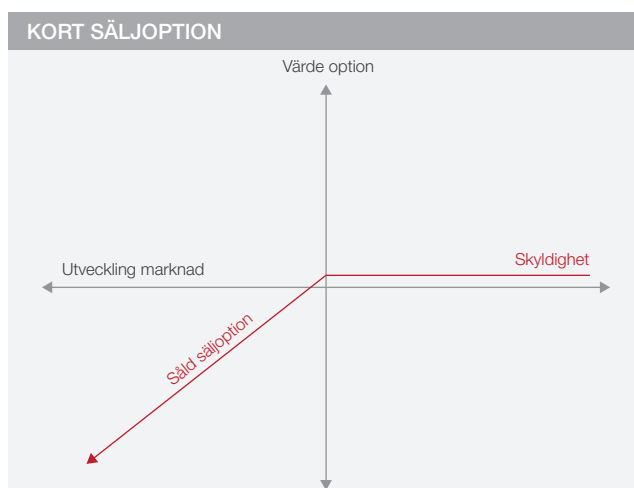 KORT SÄLJOPTION
Värde option
Utveckling marknad
Skyldighet
Såld säljoption